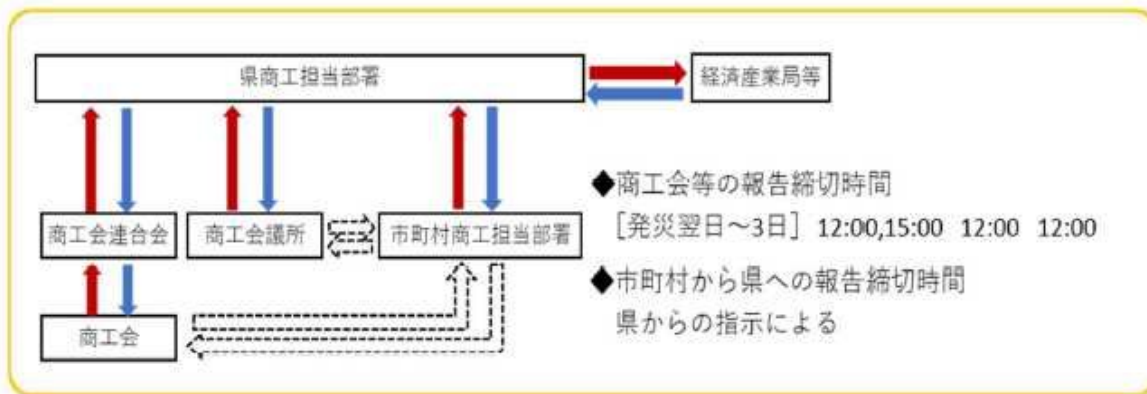 県商工担当部署
経済産業局等
商工会連合会
商工会議所
市町村商工担当部署
商工会
◆商工会等の報告締切時間
[発災翌日～3日] 12:00,15:00 12:00 12:00
◆市町村から県への報告締切時間
県からの指示による